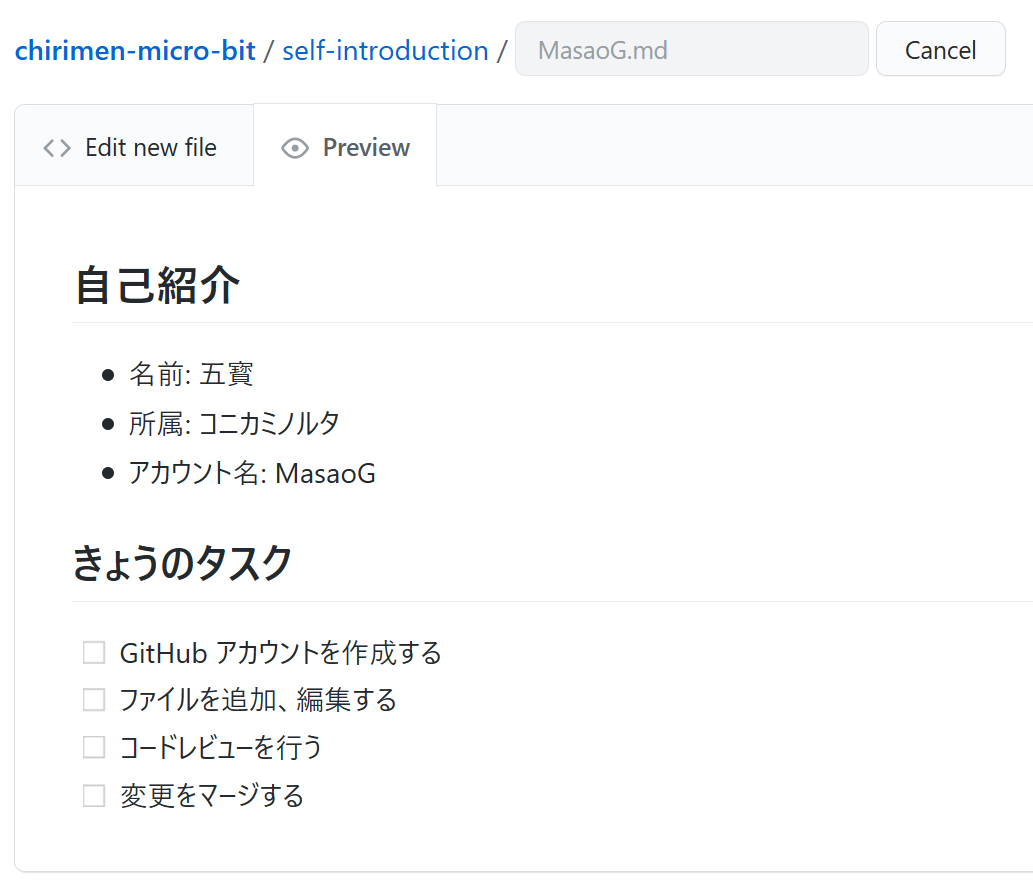 chirimen-micro-bit / self-introduction / MasaoG.md Cancel
Edit new file Preview
自己紹介
名前: 五寳
所属: コニカミノルタ
アカウント名: MasaoG
きょうのタスク
GitHub アカウントを作成する
ファイルを追加、編集する
コードレビューを行う
変更をマージする